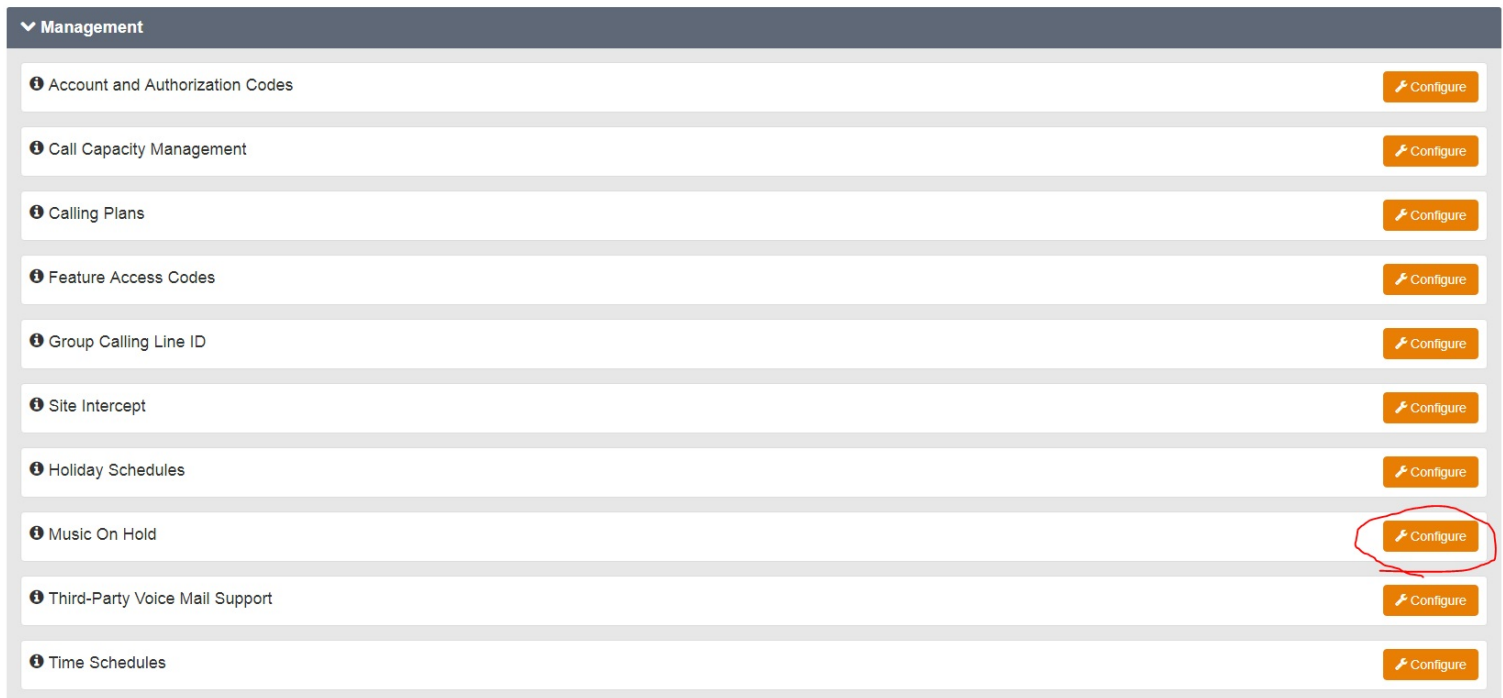 Management
Account and Authorization Codes Configure
Call Capacity Management Configure
Calling Plans Configure
Feature Access Codes Configure
Group Calling Line ID Configure
Site Intercept Configure
Holiday Schedules Configure
Music On Hold Configure
Third-Party Voice Mail Support Configure
Time Schedules Configure